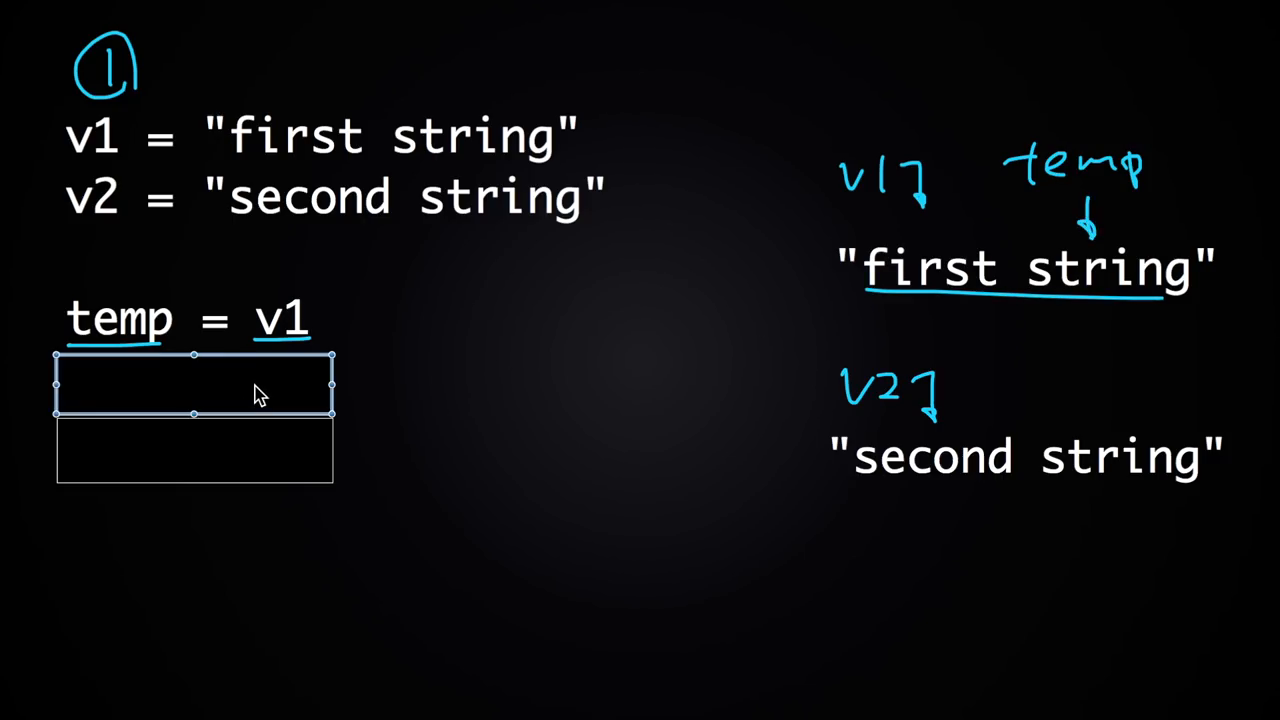 1
v1 = "first string"
v2 = "second string"
temp = v1
v1
temp
"first string"
v2
"second string"